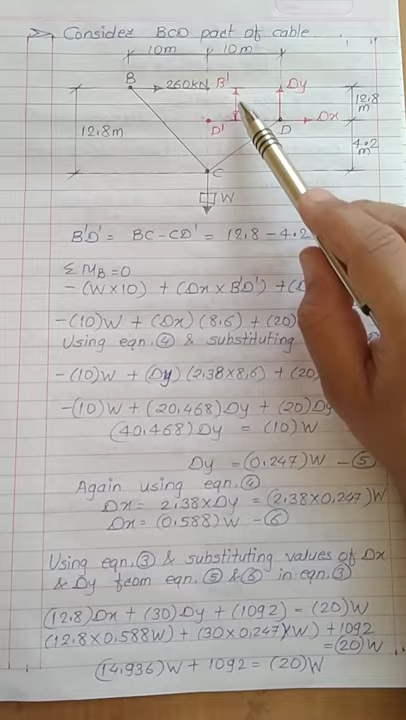 Consider BCD part of cable
10m 10m
B 260KN B' Dy
12.8 m
D' D Dx
12.8m
4.2 m
C
W
B'D' = BC-CD' = 12.8-4.2
ΣMB=0
-(W×10) + (Dx×B'D') +(
-(10)W + (Dx)(8.6) + (20)
Using eqn.④ & substituting
-(10)W + (Dy)(2.38×8.6) + (20)
-(10)W + (20.468)Dy + (20)Dy
(40.468)Dy = (10)W
Dy = (0.247)W -⑤
Again using eqn.④
Dx = 2.38×Dy = (2.38×0.247)W
Dx = (0.588)W -⑥
Using eqn.③ & substituting values of Dx
& Dy from eqn.⑤ &⑥ in eqn.③
(12.8)Dx + (30)Dy + (1092) = (20)W
(12.8×0.588W) + (30×0.247)(W) +1092
=(20)W
(14.936)W + 1092 = (20)W